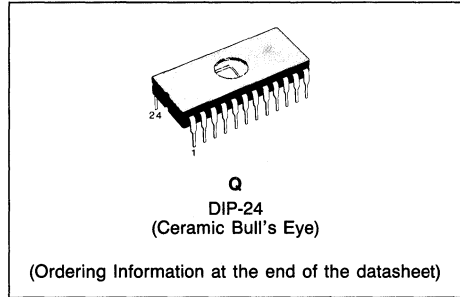 24
1
Q
DIP-24
(Ceramic Bull's Eye)
(Ordering Information at the end of the datasheet)